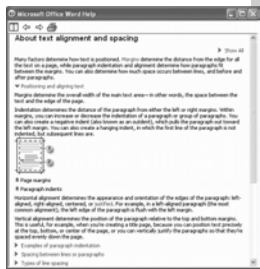 Microsoft Office Word Help
Show All
About text alignment and spacing
Many factors determine how text is positioned. Margins determine the distance from the edge for all
the text on a page, while paragraph indentation and alignment determine how paragraphs fit
between the margins. You can also determine how much space occurs between lines, and before and
after paragraphs.
Positioning and aligning text
Margins determine the overall width of the main text area— in other words, the space between the
text and the edge of the page.
Indentation determines the distance of the paragraph from either the left or right margins. Within
margins, you can increase or decrease the indentation of a paragraph or group of paragraphs. You
can also create a negative indent (also known as an outdent), which pulls the paragraph out toward
the left margin. You can also create a hanging indent, in which the first line of the paragraph is not
indented, but subsequent lines are.
Page margins
Paragraph indents
Horizontal alignment determines the appearance and orientation of the edges of the paragraph: left-
aligned, right-aligned, centered, or justified. For example, in a left-aligned paragraph (the most
common alignment), the left edge of the paragraph is flush with the left margin.
Vertical alignment determines the position of the paragraph relative to the top and bottom margins.
This is useful, for example, when you're creating a title page, because you can position text precisely
at the top, bottom, or center of the page, or you can vertically justify the paragraphs so that they're
spaced evenly down the page.
Examples of paragraph indentation
Spacing between lines or paragraphs
Types of line spacing